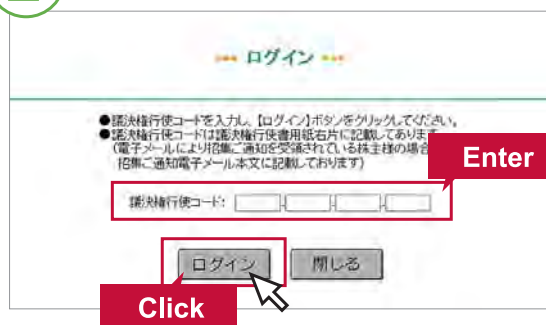 ログイン
●議決権行使コードを入力し、【ログイン】ボタンをクリックしてください。
●議決権行使コードは議決権行使書用紙右片に記載してあります。
(電子メールにより招集ご通知を受領されている株主様の場合
招集ご通知電子メール本文に記載しております)
Enter
議決権行使コード: - - -
ログイン 閉じる
Click